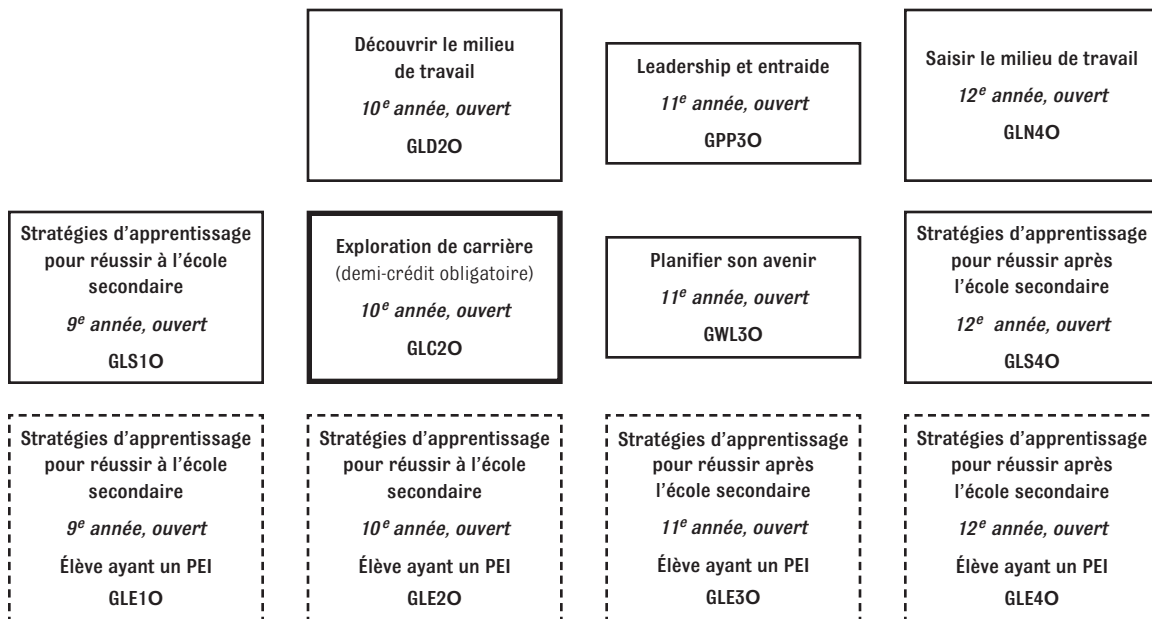 Découvrir le milieu
de travail
10e année, ouvert
GLD2O
Leadership et entraide
11e année, ouvert
GPP3O
Saisir le milieu de travail
12e année, ouvert
GLN4O
Stratégies d'apprentissage
pour réussir à l'école
secondaire
9e année, ouvert
GLS1O
Exploration de carrière
(demi-crédit obligatoire)
10e année, ouvert
GLC2O
Planifier son avenir
11e année, ouvert
GWL3O
Stratégies d'apprentissage
pour réussir après
l'école secondaire
12e année, ouvert
GLS4O
Stratégies d'apprentissage
pour réussir à l'école
secondaire
9e année, ouvert
Élève ayant un PEI
GLE1O
Stratégies d'apprentissage
pour réussir à l'école
secondaire
10e année, ouvert
Élève ayant un PEI
GLE2O
Stratégies d'apprentissage
pour réussir après
l'école secondaire
11e année, ouvert
Élève ayant un PEI
GLE3O
Stratégies d'apprentissage
pour réussir après
l'école secondaire
12e année, ouvert
Élève ayant un PEI
GLE4O